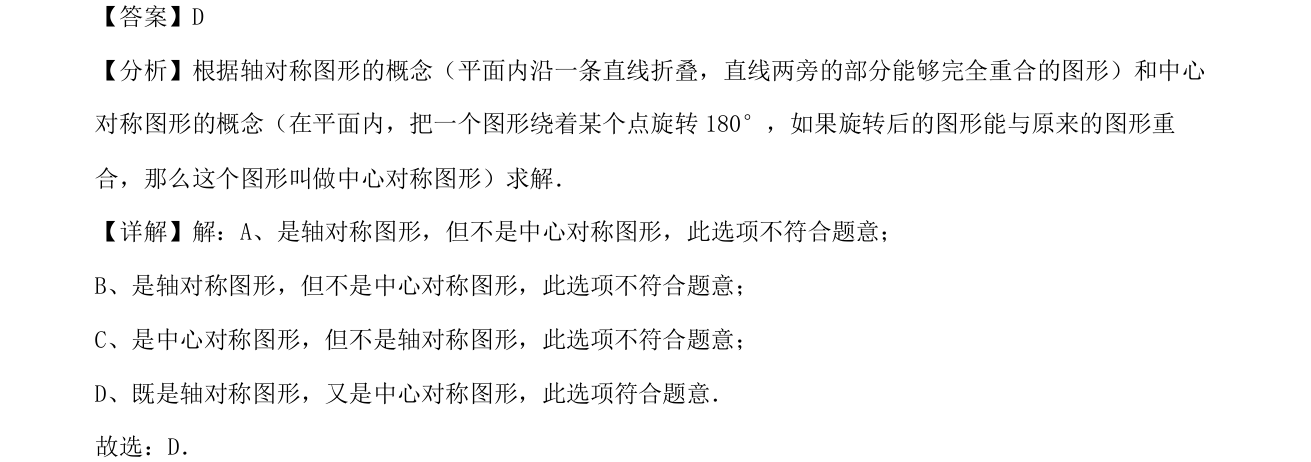 【答案】D
【分析】根据轴对称图形的概念（平面内沿一条直线折叠，直线两旁的部分能够完全重合的图形）和中心
对称图形的概念（在平面内，把一个图形绕着某个点旋转 180°，如果旋转后的图形能与原来的图形重
合，那么这个图形叫做中心对称图形）求解．
【详解】解：A、是轴对称图形，但不是中心对称图形，此选项不符合题意；
B、是轴对称图形，但不是中心对称图形，此选项不符合题意；
C、是中心对称图形，但不是轴对称图形，此选项不符合题意；
D、既是轴对称图形，又是中心对称图形，此选项符合题意．
故选：D．